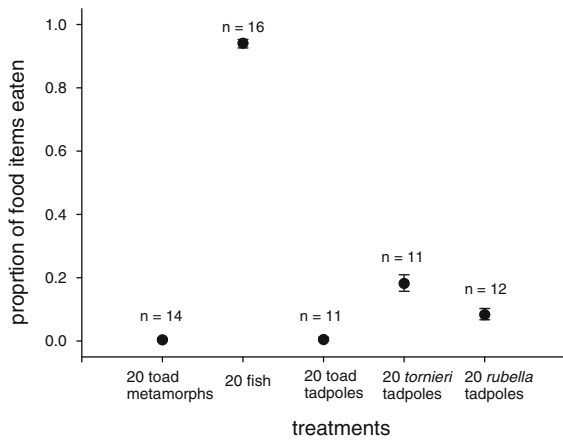 proprtion of food items eaten
1.0
0.8
0.6
0.4
0.2
0.0
n = 14
n = 16
n = 11
n = 11
n = 12
20 toad
metamorphs
20 fish
20 toad
tadpoles
20 tornieri
tadpoles
20 rubella
tadpoles
treatments